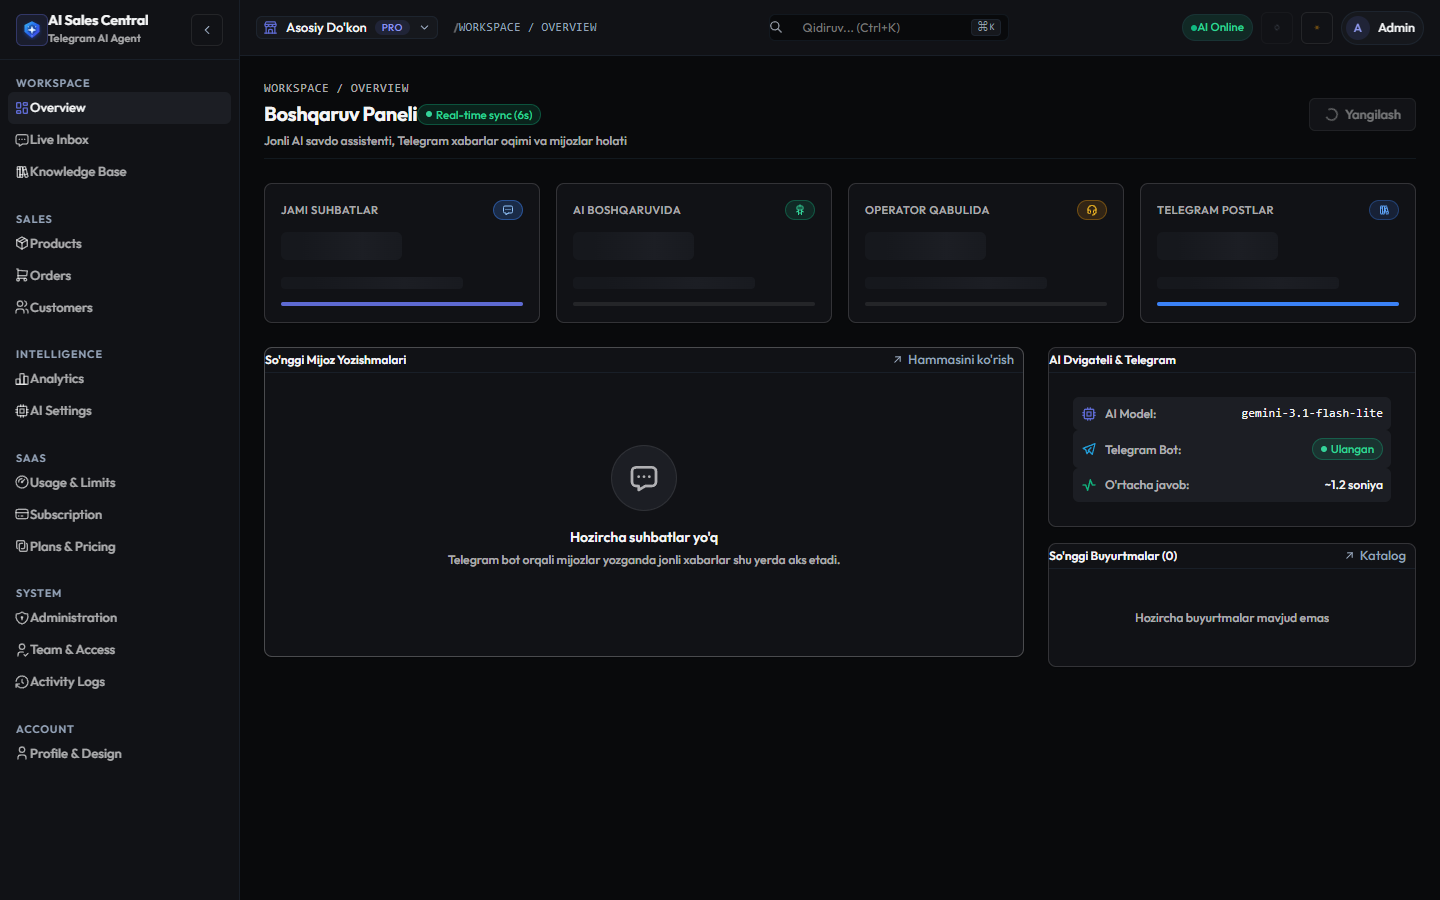 AI Sales Central
Telegram AI Agent
WORKSPACE
Overview
Live Inbox
Knowledge Base
SALES
Products
Orders
Customers
INTELLIGENCE
Analytics
AI Settings
SAAS
Usage & Limits
Subscription
Plans & Pricing
SYSTEM
Administration
Team & Access
Activity Logs
ACCOUNT
Profile & Design
Asosiy Do'kon PRO
/WORKSPACE / OVERVIEW
Qidiruv... (Ctrl+K) ⌘K
AI Online
A Admin
WORKSPACE / OVERVIEW
Boshqaruv Paneli
Real-time sync (6s)
Jonli AI savdo assistenti, Telegram xabarlar oqimi va mijozlar holati
Yangilash
JAMI SUHBATLAR
AI BOSHQARUVIDA
OPERATOR QABULIDA
TELEGRAM POSTLAR
So'nggi Mijoz Yozishmalari
Hammasini ko'rish
Hozircha suhbatlar yo'q
Telegram bot orqali mijozlar yozganda jonli xabarlar shu yerda aks etadi.
AI Dvigateli & Telegram
AI Model: gemini-3.1-flash-lite
Telegram Bot: Ulangan
O'rtacha javob: ~1.2 soniya
So'nggi Buyurtmalar (0)
Katalog
Hozircha buyurtmalar mavjud emas